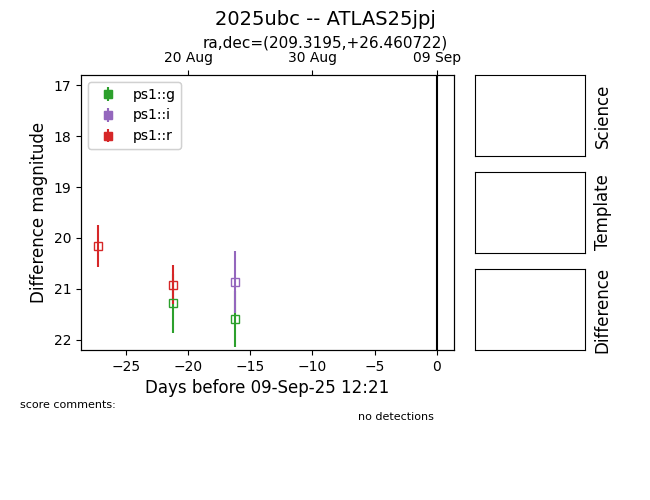 2025ubc -- ATLAS25jpj
ra,dec=(209.3195,+26.460722)
20 Aug 30 Aug 09 Sep
17
18
19
20
21
22
Difference magnitude
ps1::g
ps1::i
ps1::r
−25 −20 −15 −10 −5 0
Days before 09-Sep-25 12:21
Science
Template
Difference
score comments:
no detections